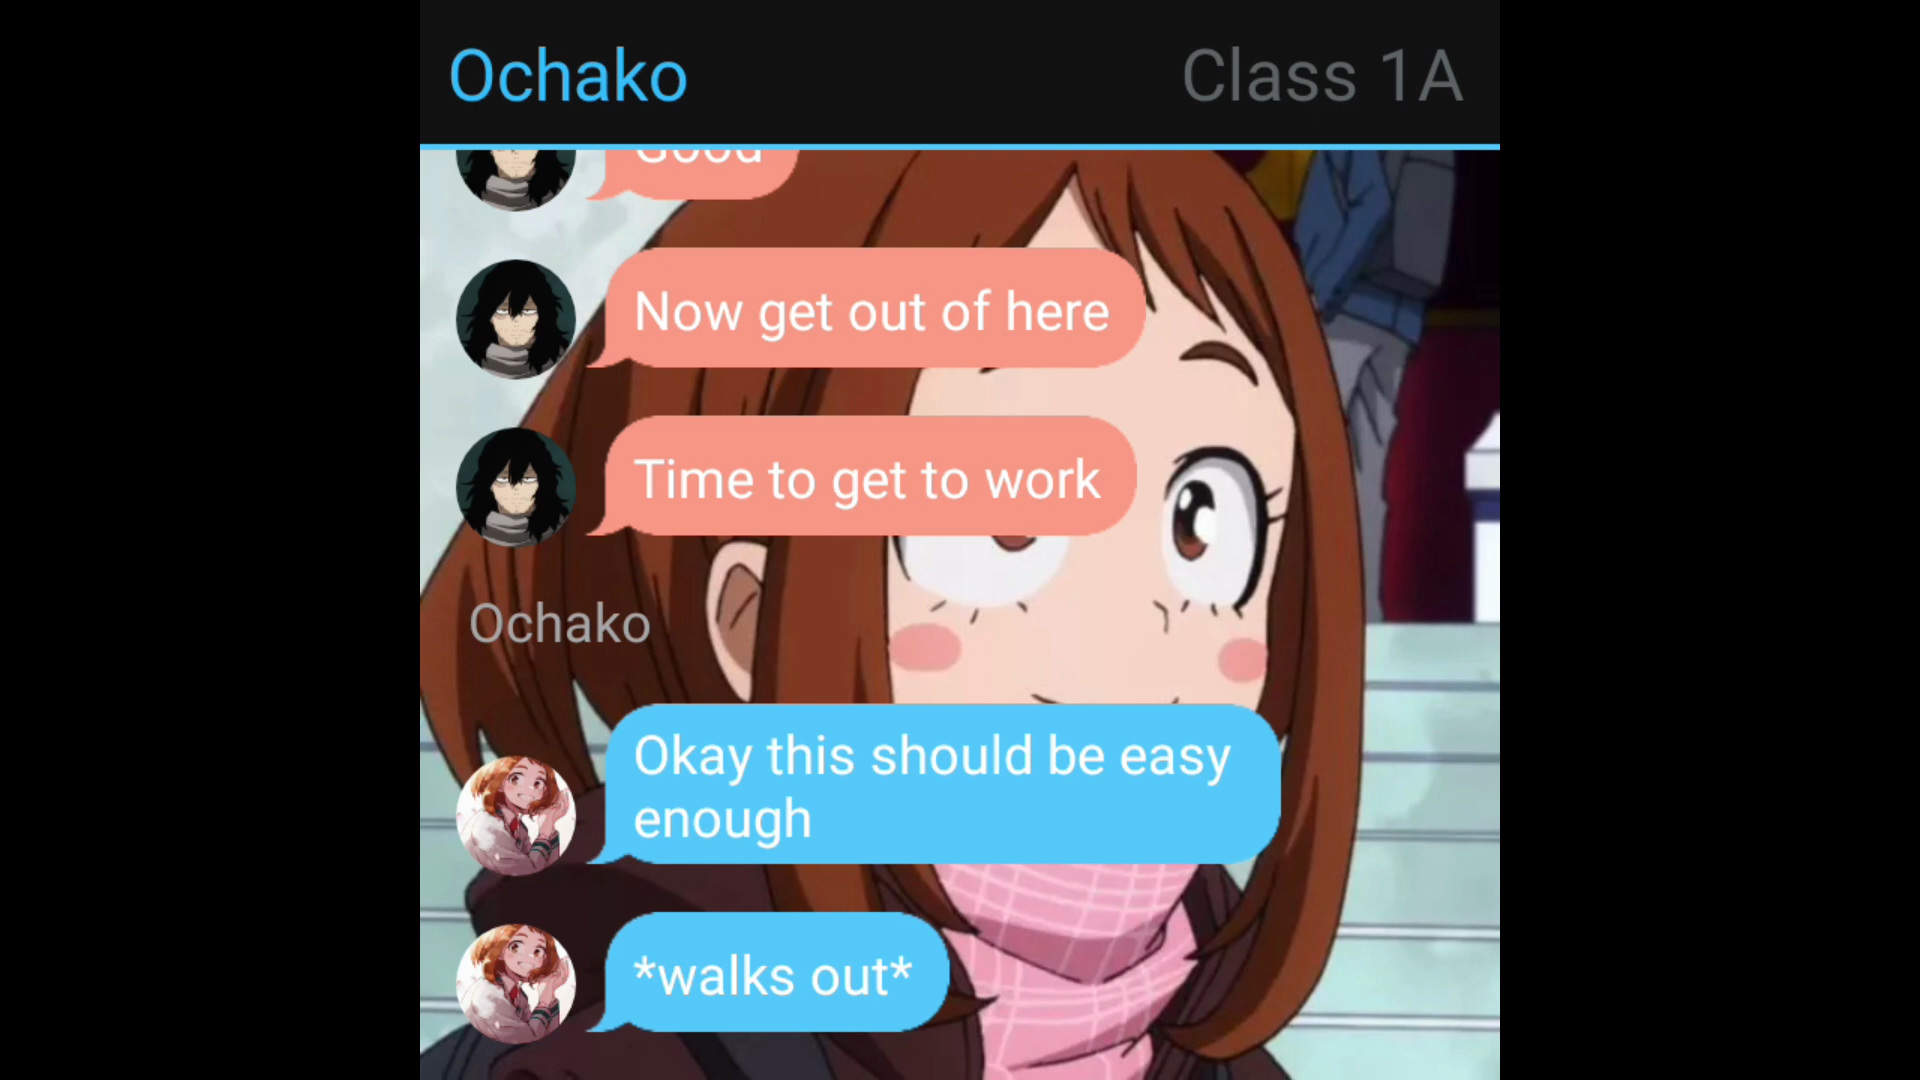 Ochako
Class 1A
Good
Now get out of here
Time to get to work
Ochako
Okay this should be easy
enough
*walks out*